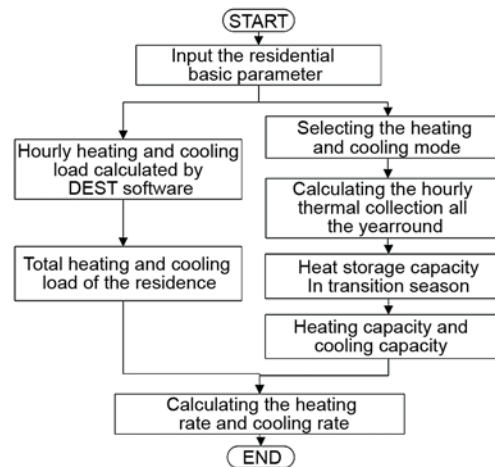 START
Input the residential
basic parameter
Hourly heating and cooling
load calculated by
DEST software
Total heating and cooling
load of the residence
Selecting the heating
and cooling mode
Calculating the hourly
thermal collection all
the yearround
Heat storage capacity
In transition season
Heating capacity and
cooling capacity
Calculating the heating
rate and cooling rate
END